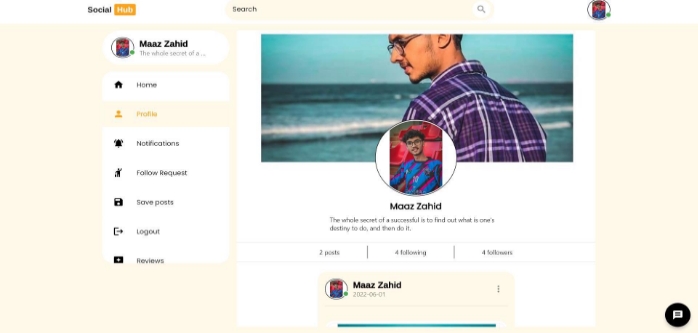 Social Hub
Search
Maaz Zahid
The whole secret of a ...
Home
Profile
Notifications
Follow Request
Save posts
Logout
Reviews
Maaz Zahid
The whole secret of a succesful is to find out what is one's
destiny to do, and then do it.
2 posts
4 following
4 followers
Maaz Zahid
2022-06-01